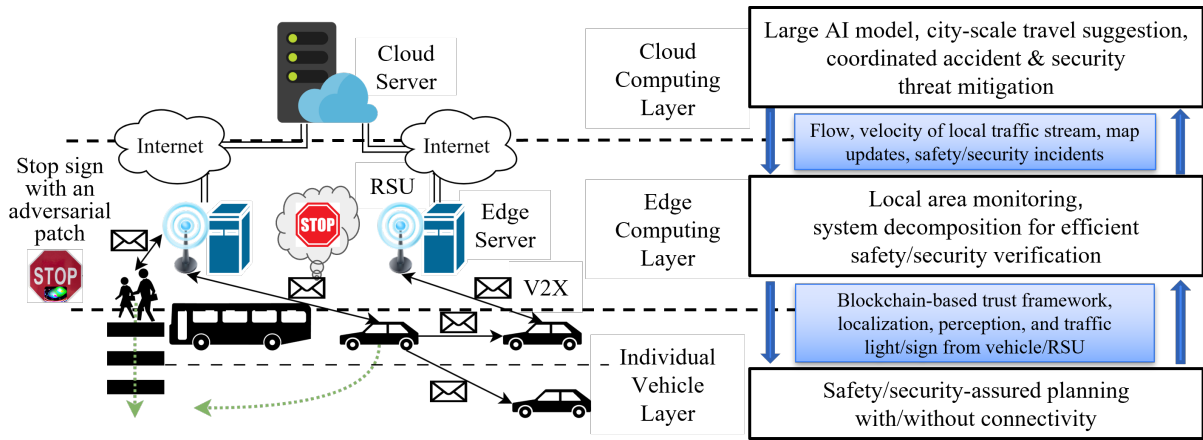 Cloud
Server
Internet
Internet
Stop sign
with an
adversarial
patch
STOP
RSU
STOP
Edge
Server
V2X
Cloud
Computing
Layer
Edge
Computing
Layer
Individual
Vehicle
Layer
Large AI model, city-scale travel suggestion,
coordinated accident & security
threat mitigation
Flow, velocity of local traffic stream, map
updates, safety/security incidents
Local area monitoring,
system decomposition for efficient
safety/security verification
Blockchain-based trust framework,
localization, perception, and traffic
light/sign from vehicle/RSU
Safety/security-assured planning
with/without connectivity